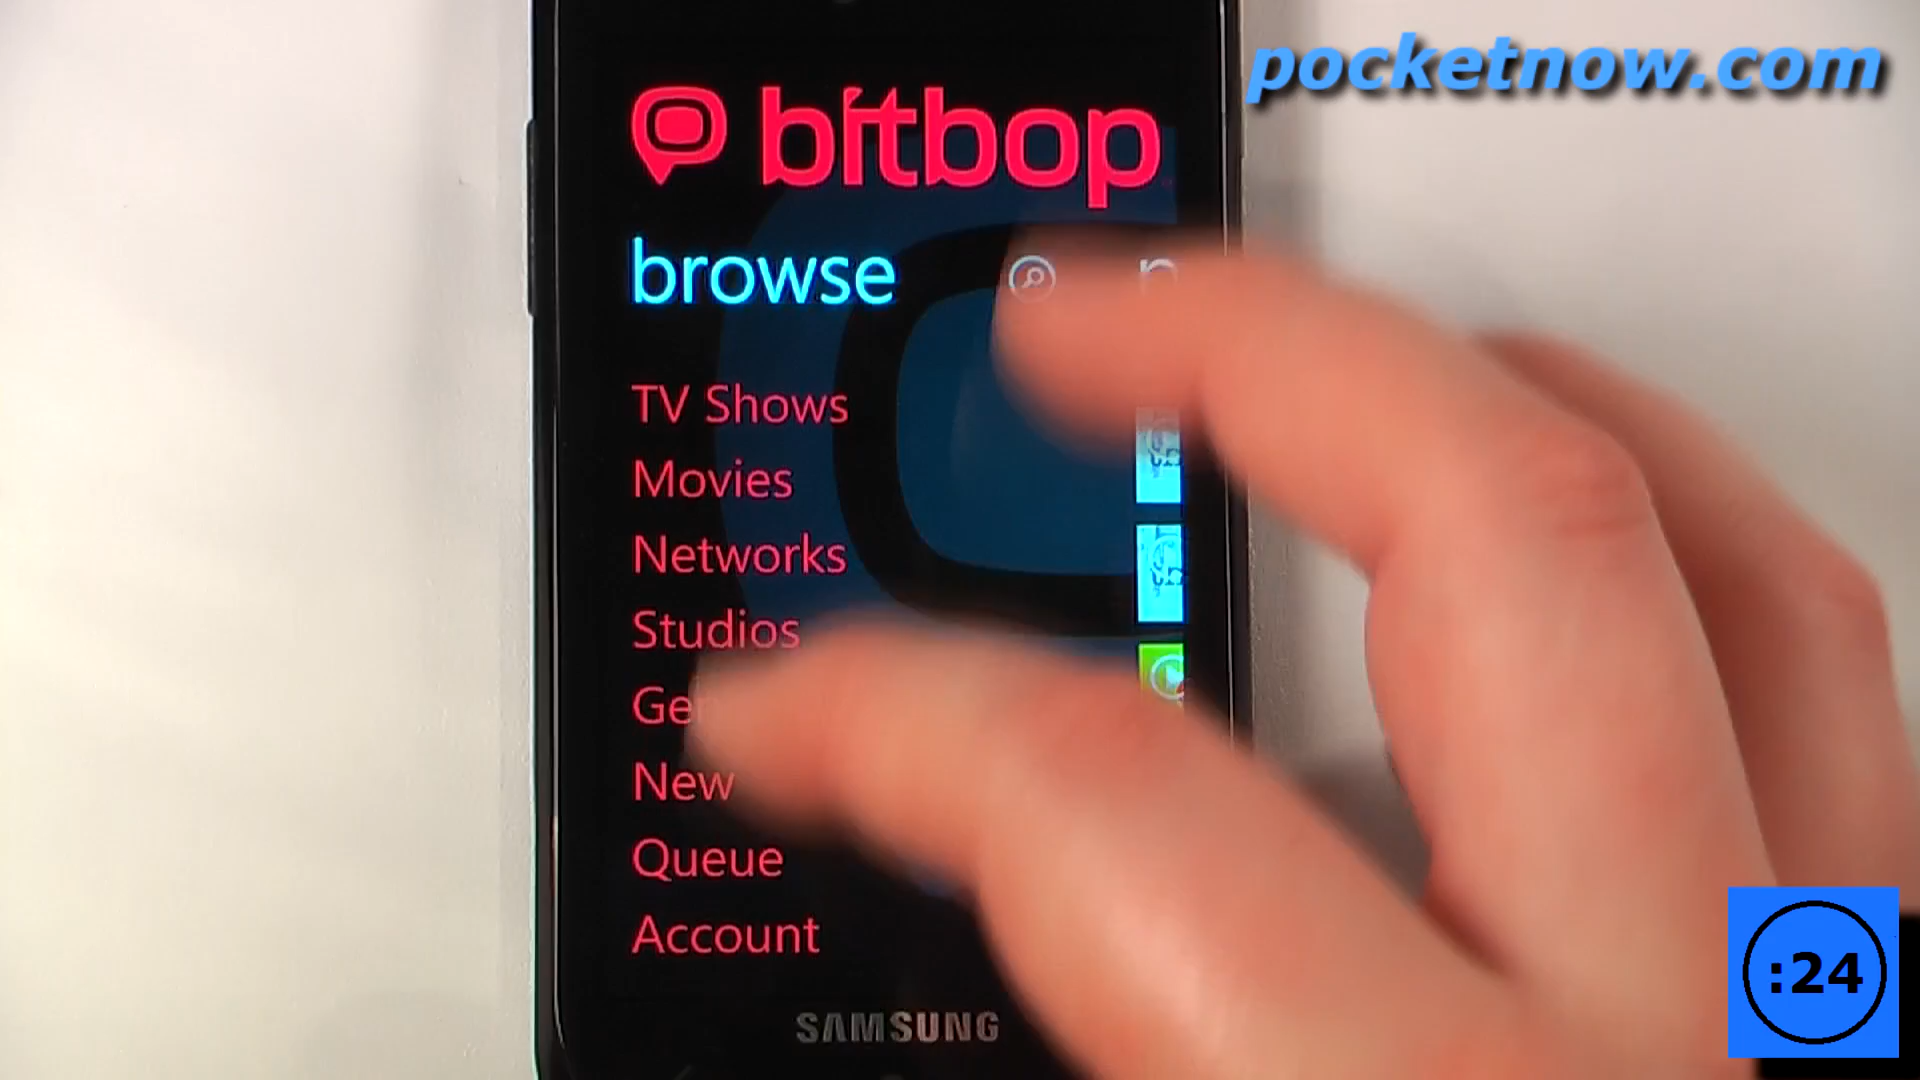 pocketnow.com
bitbop
browse
TV Shows
Movies
Networks
Studios
New
Queue
Account
SAMSUNG
:24